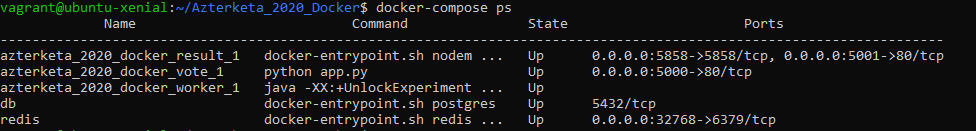 vagrant@ubuntu-xenial:~/Azterketa_2020_Docker$ docker-compose ps
Name Command State Ports
--------------------------------------------------------------------------------------------------------------------
azterketa_2020_docker_result_1 docker-entrypoint.sh nodem ... Up 0.0.0.0:5858->5858/tcp, 0.0.0.0:5001->80/tcp
azterketa_2020_docker_vote_1 python app.py Up 0.0.0.0:5000->80/tcp
azterketa_2020_docker_worker_1 java -XX:+UnlockExperiment ... Up
db docker-entrypoint.sh postgres Up 5432/tcp
redis docker-entrypoint.sh redis ... Up 0.0.0.0:32768->6379/tcp